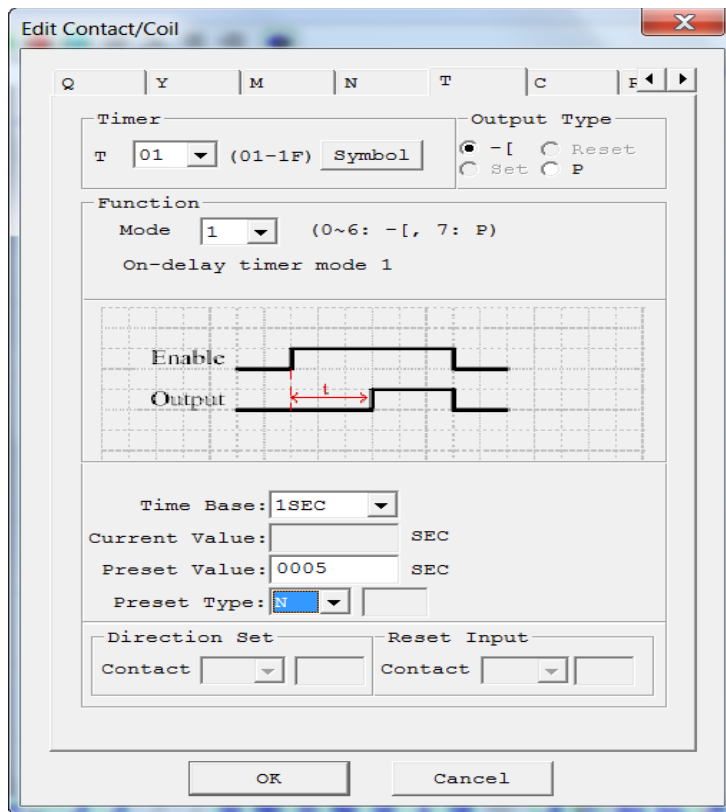 Edit Contact/Coil
Q Y M N T C
Timer
T 01 (01-1F) Symbol
Output Type
-[ Reset
Set P
Function
Mode 1 (0~6: -[, 7: P)
On-delay timer mode 1
Enable
t
Output
Time Base: 1SEC
Current Value: SEC
Preset Value: 0005 SEC
Preset Type: N
Direction Set
Contact
Reset Input
Contact
OK Cancel